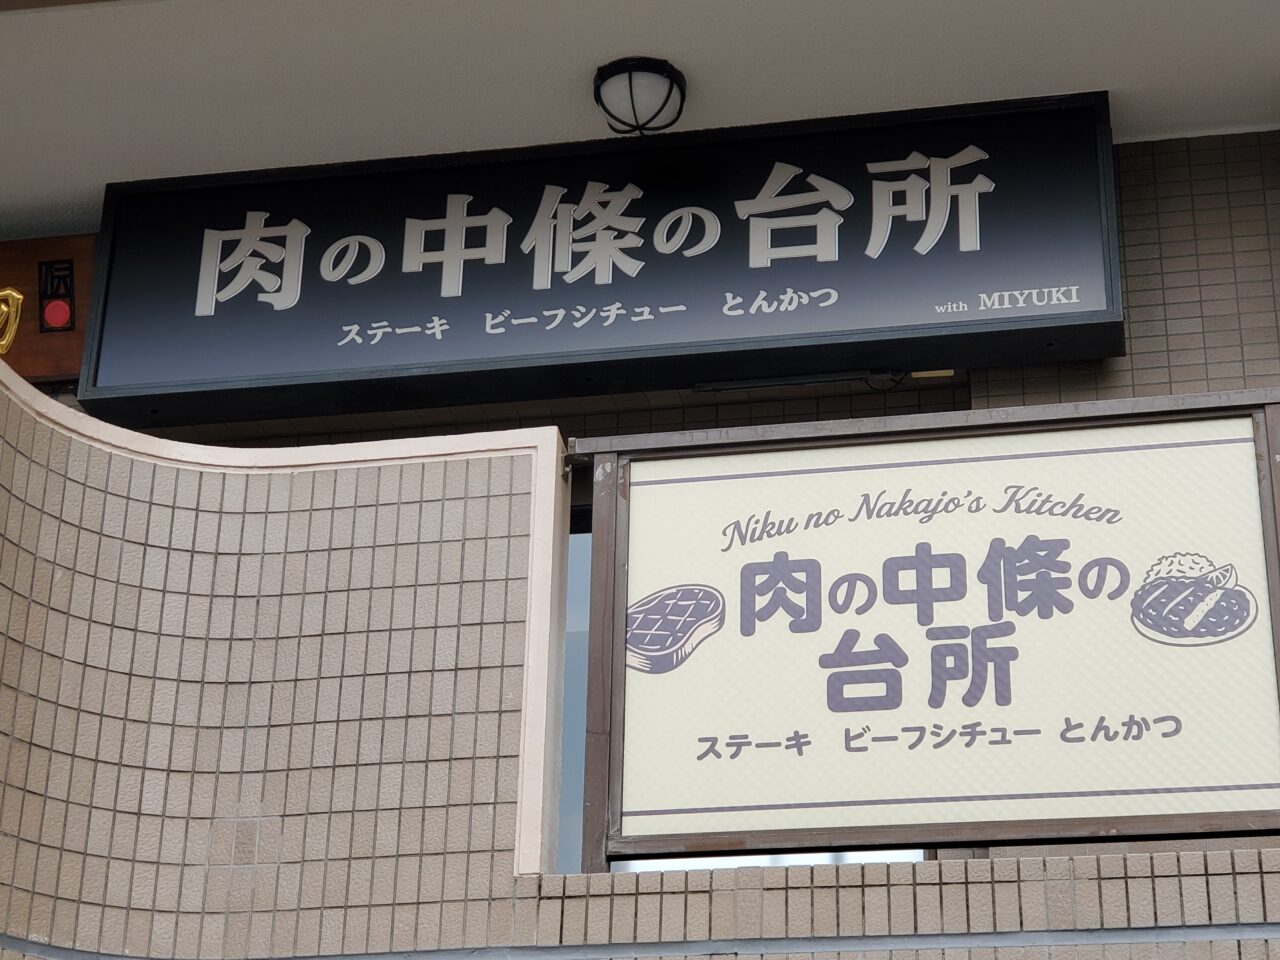 肉の中條の台所
ステーキ ビーフシチュー とんかつ
with MIYUKI
Niku no Nakajo's Kitchen
肉の中條の
台所
ステーキ ビーフシチュー とんかつ